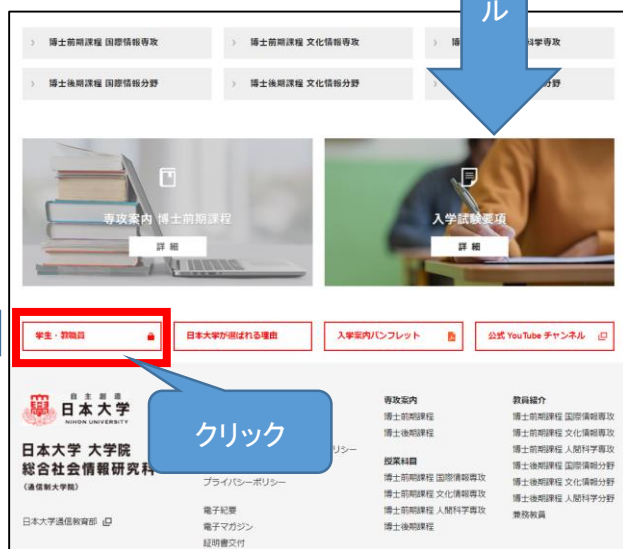 ル
博士前期課程 国際情報専攻
博士前期課程 文化情報専攻
科学専攻
博士後期課程 国際情報分野
博士後期課程 文化情報分野
分野
専攻案内 博士前期課程
詳細
入学試験要項
詳細
学生・教職員
日本大学が選ばれる理由
入学案内パンフレット
公式 YouTube チャンネル
クリック
自主創造
日本大学
NIHON UNIVERSITY
日本大学 大学院
総合社会情報研究科
(通信制大学院)
日本大学通信教育部
リシー
プライバシーポリシー
電子紀要
電子マガジン
証明書交付
専攻案内
博士前期課程
博士後期課程
授業科目
博士前期課程 国際情報専攻
博士前期課程 文化情報専攻
博士前期課程 人間科学専攻
博士後期課程
教員紹介
博士前期課程 国際情報専攻
博士前期課程 文化情報専攻
博士前期課程 人間科学専攻
博士後期課程 国際情報分野
博士後期課程 文化情報分野
博士後期課程 人間科学分野
兼務教員